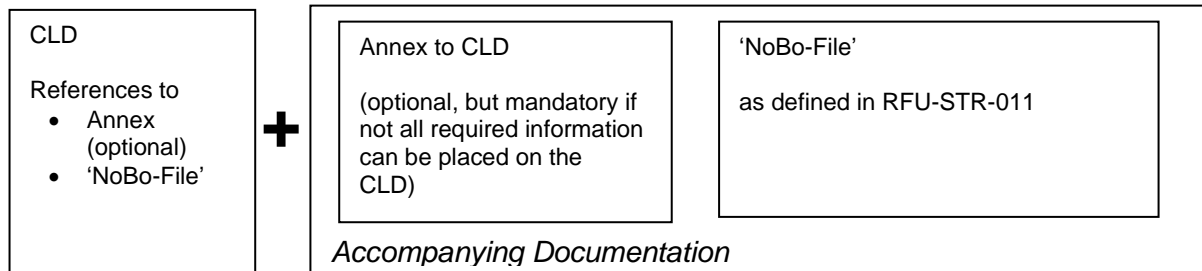 CLD
References to
• Annex
(optional)
• ‘NoBo-File’
+
Annex to CLD
(optional, but mandatory if
not all required information
can be placed on the
CLD)
‘NoBo-File’
as defined in RFU-STR-011
Accompanying Documentation